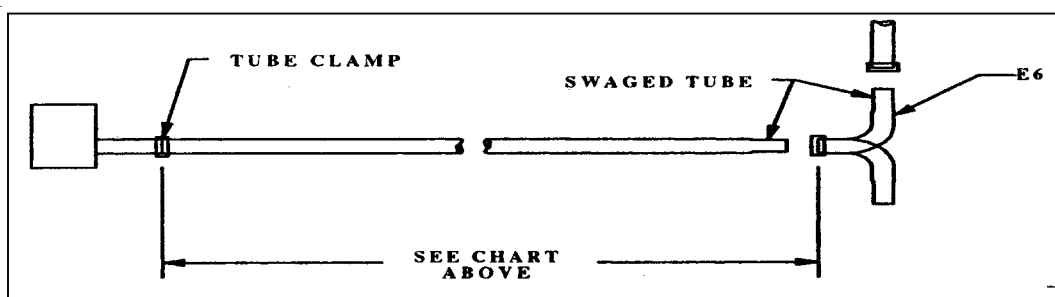 TUBE CLAMP
SWAGED TUBE
E6
SEE CHART
ABOVE